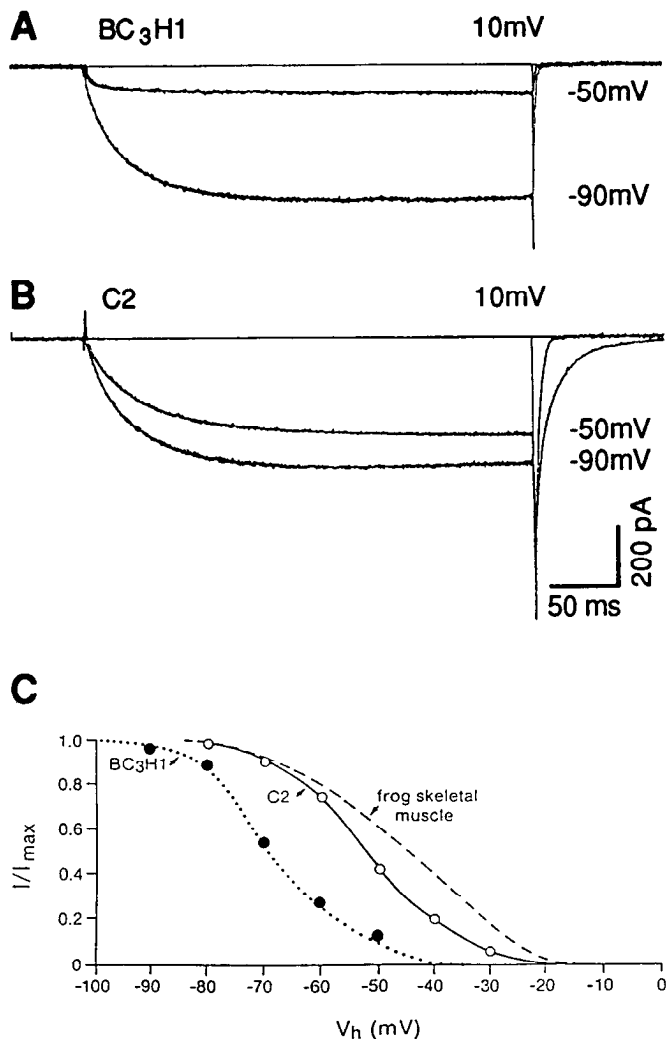 A BC3H1 10mV
-50mV
-90mV
B C2 10mV
-50mV
-90mV
200 pA
50 ms
C
1.0
0.8
0.6
0.4
0.2
0
I/Imax
BC3H1
C2
frog skeletal
muscle
-100 -90 -80 -70 -60 -50 -40 -30 -20 -10 0
Vh (mV)